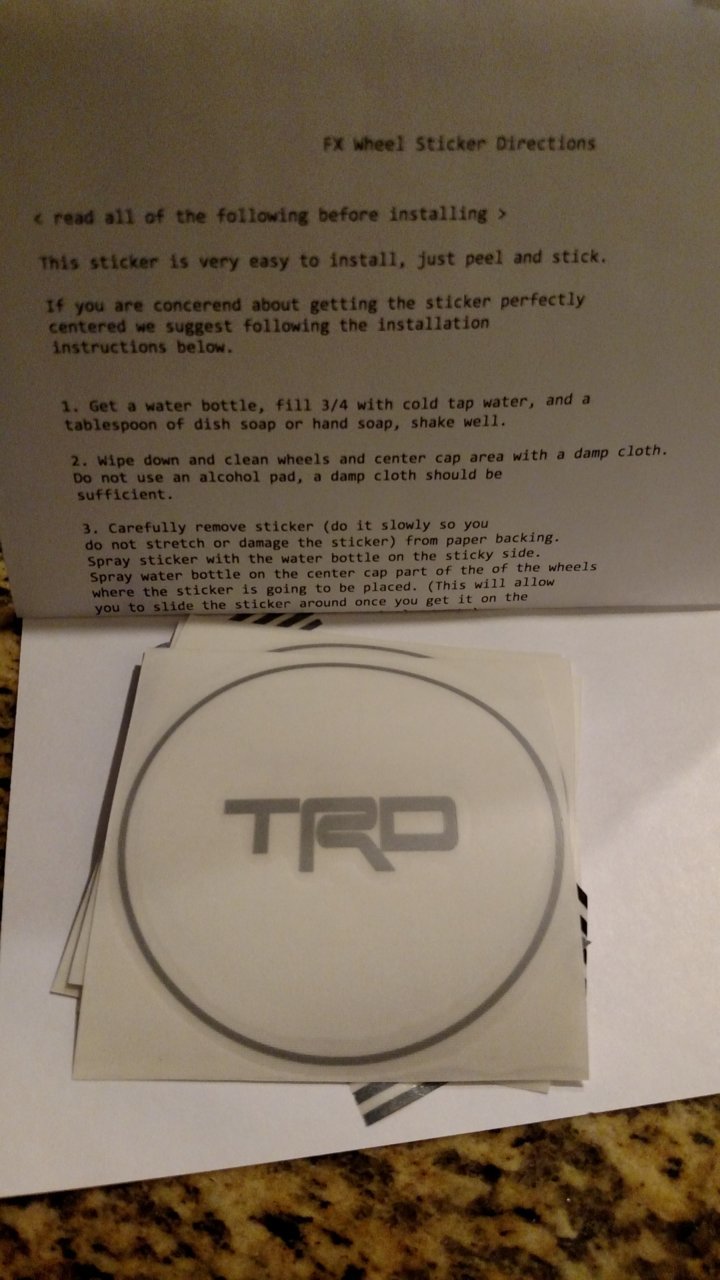 FX Wheel Sticker Directions
< read all of the following before installing >
This sticker is very easy to install, just peel and stick.
If you are concerend about getting the sticker perfectly
centered we suggest following the installation
instructions below.
1. Get a water bottle, fill 3/4 with cold tap water, and a
tablespoon of dish soap or hand soap, shake well.
2. Wipe down and clean wheels and center cap area with a damp cloth.
Do not use an alcohol pad, a damp cloth should be
sufficient.
3. Carefully remove sticker (do it slowly so you
do not stretch or damage the sticker) from paper backing.
Spray sticker with the water bottle on the sticky side.
Spray water bottle on the center cap part of the of the wheels
where the sticker is going to be placed. (This will allow
you to slide the sticker around once you get it on the
TRD